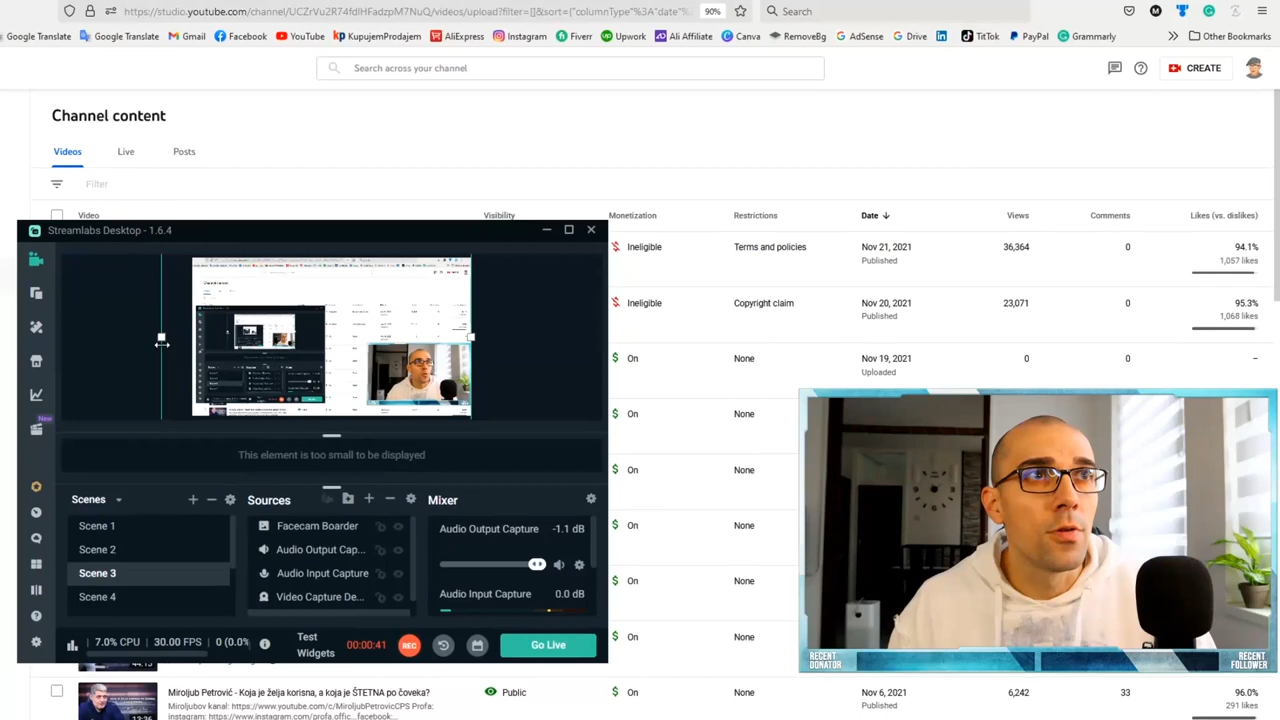 https://studio.youtube.com/channel/UCZrVu2R74fdlHFadzpM7NuQ/videos/upload?filter=[]&sort={"columnType"%3A"date"%
90%
Search
Google Translate
Google Translate
Gmail
Facebook
YouTube
KupujemProdajem
AliExpress
Instagram
Fiverr
Upwork
Ali Affiliate
Canva
RemoveBg
AdSense
Drive
TitTok
PayPal
Grammarly
Other Bookmarks
Search across your channel
CREATE
Channel content
Videos Live Posts
Filter
Video Visibility Monetization Restrictions Date Views Comments Likes (vs. dislikes)
Ineligible Terms and policies Nov 21, 2021 36,364 0 94.1%
Published 1,057 likes
Ineligible Copyright claim Nov 20, 2021 23,071 0 95.3%
Published 1,068 likes
On None Nov 19, 2021 0 0 –
Uploaded
On None
On None
On None
On None
On None
Streamlabs Desktop - 1.6.4
New
This element is too small to be displayed
Scenes
Scene 1
Scene 2
Scene 3
Scene 4
Sources
Facecam Boarder
Audio Output Cap...
Audio Input Capture
Video Capture De...
Mixer
Audio Output Capture -1.1 dB
Audio Input Capture 0.0 dB
7.0% CPU 30.00 FPS 0 (0.0%
Test
Widgets
00:00:41
REC
Go Live
RECENT
DONATOR
RECENT
FOLLOWER
Miroljub Petrović - Koja je želja korisna, a koja je ŠTETNA po čoveka? Public On None Nov 6, 2021 6,242 33 96.0%
Miroljubov kanal: https://www.youtube.com/c/MiroljubPetrovicCPS Profa Published 291 likes
instagram: https://www.instagram.com/profa.offic...facebook:
13:36